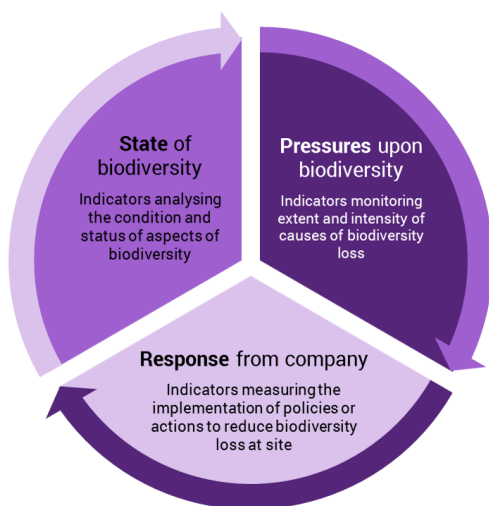 State of
biodiversity
Indicators analysing
the condition and
status of aspects of
biodiversity
Pressures upon
biodiversity
Indicators monitoring
extent and intensity of
causes of biodiversity
loss
Response from company
Indicators measuring the
implementation of policies or
actions to reduce biodiversity
loss at site